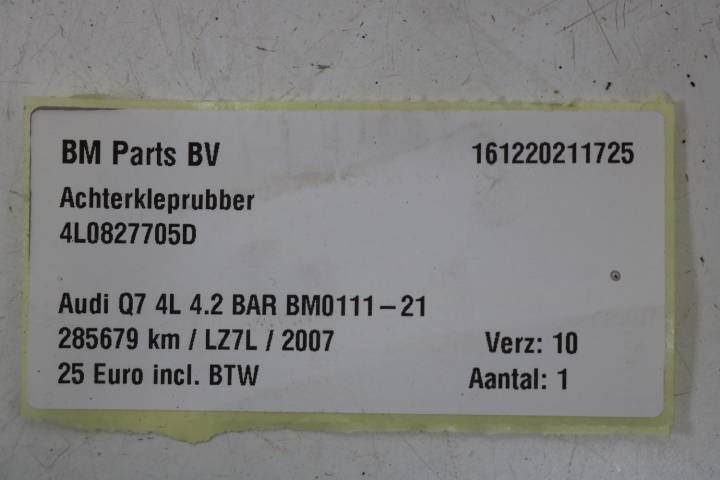 BM Parts BV 161220211725
Achterkleprubber
4L0827705D
Audi Q7 4L 4.2 BAR BM0111-21
285679 km / LZ7L / 2007 Verz: 10
25 Euro incl. BTW Aantal: 1